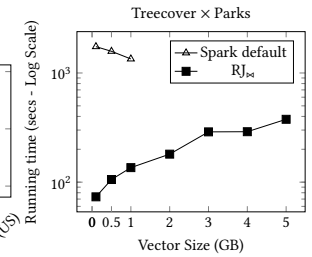 Treecover × Parks
Running time (secs - Log Scale)
10³
10²
Spark default
RJ⋈
0 0.5 1 2 3 4 5
Vector Size (GB)
(US)